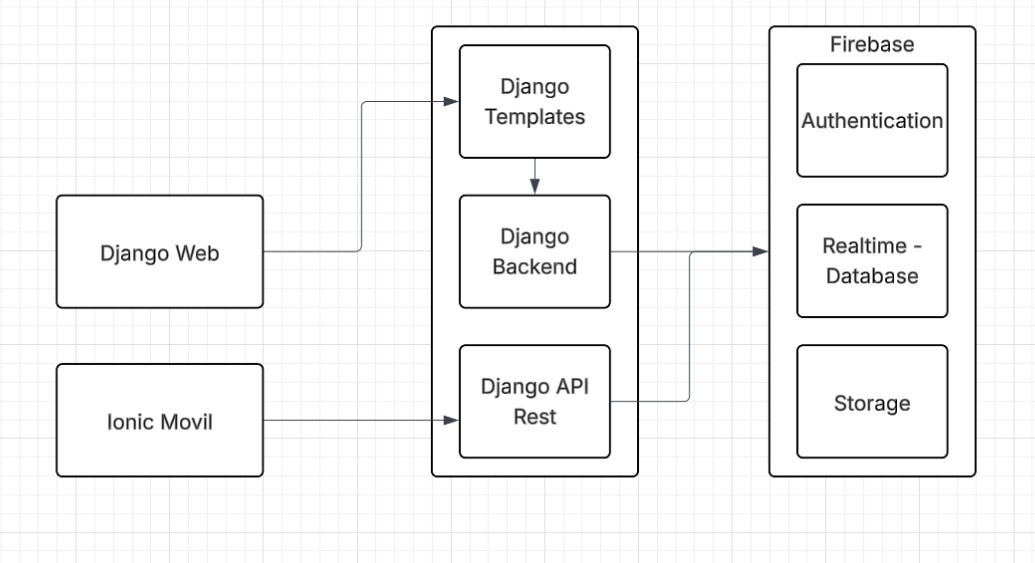 Django Web
Ionic Movil
Django
Templates
Django
Backend
Django API
Rest
Firebase
Authentication
Realtime -
Database
Storage